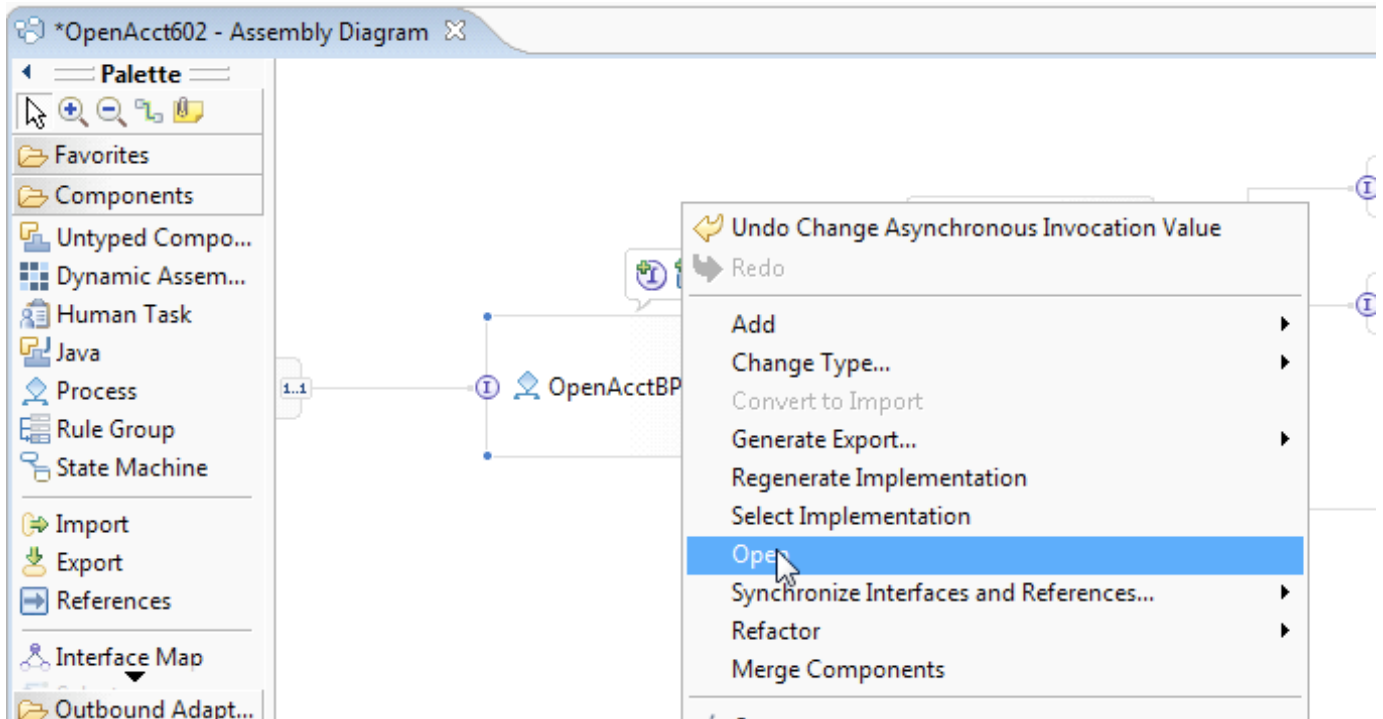 *OpenAcct602 - Assembly Diagram
Palette
Favorites
Components
Untyped Compo...
Dynamic Assem...
Human Task
Java
Process
Rule Group
State Machine
Import
Export
References
Interface Map
Outbound Adapt...
1..1
I
OpenAcctBP
I
I
I
Undo Change Asynchronous Invocation Value
Redo
Add
Change Type...
Convert to Import
Generate Export...
Regenerate Implementation
Select Implementation
Open
Synchronize Interfaces and References...
Refactor
Merge Components